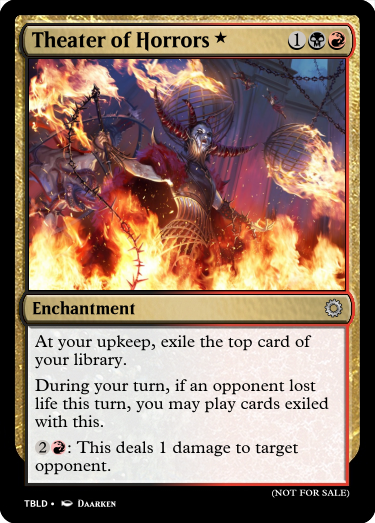 Theater of Horrors ★ 1
Enchantment
At your upkeep, exile the top card of
your library.
During your turn, if an opponent lost
life this turn, you may play cards exiled
with this.
2: This deals 1 damage to target
opponent.
(NOT FOR SALE)
TBLD • DAARKEN